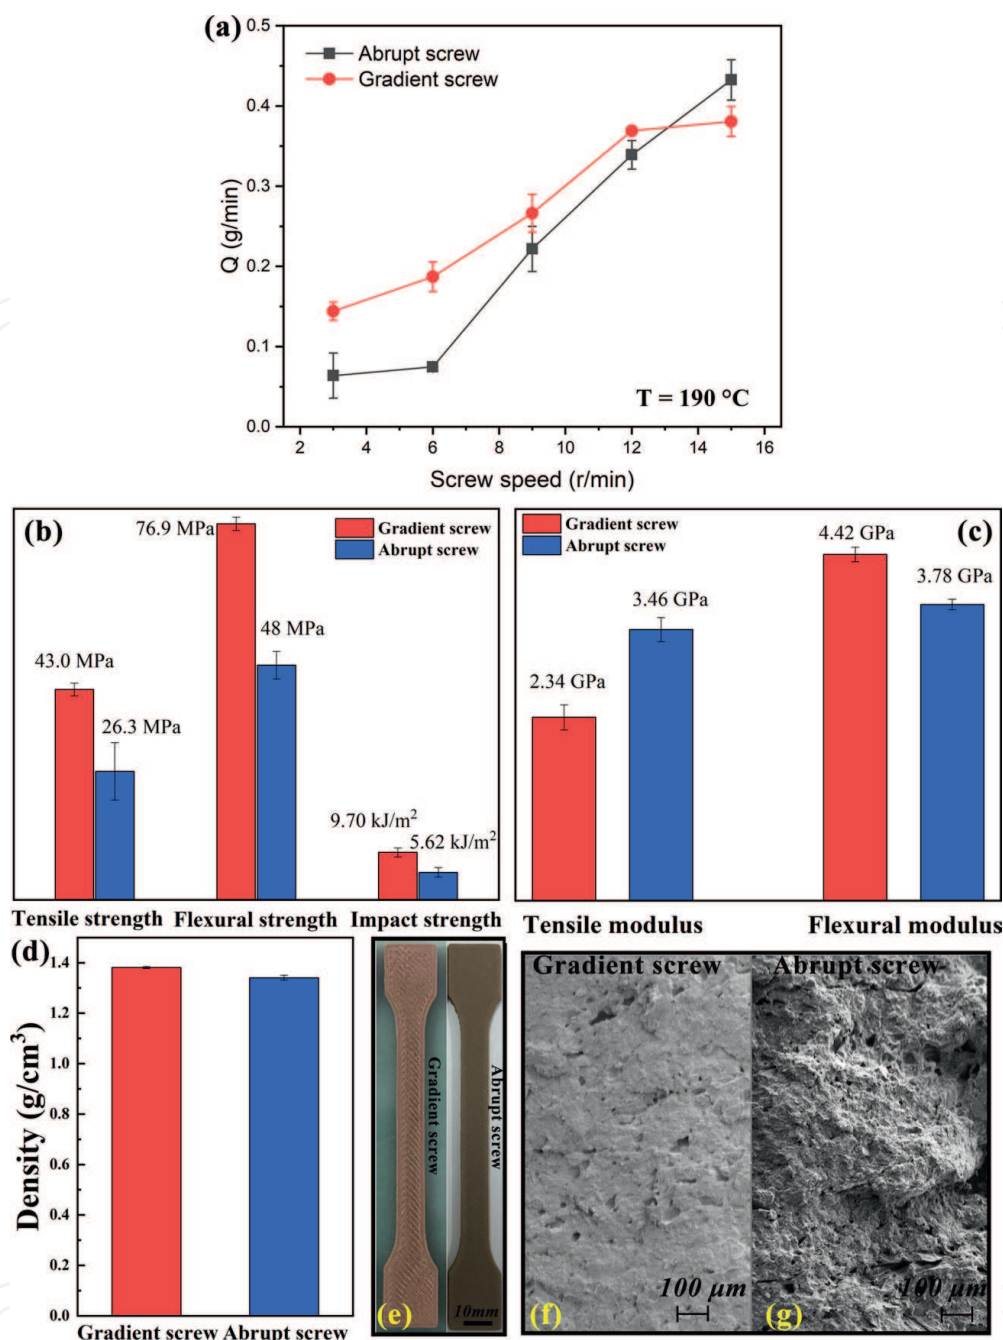 (a)
0.5
Abrupt screw
Gradient screw
0.4
0.3
Q (g/min)
0.2
0.1
T = 190 °C
0.0
2 4 6 8 10 12 14 16
Screw speed (r/min)
(b)
76.9 MPa
Gradient screw
Abrupt screw
48 MPa
43.0 MPa
26.3 MPa
9.70 kJ/m²
5.62 kJ/m²
Tensile strength Flexural strength Impact strength
Gradient screw
Abrupt screw
(c)
4.42 GPa
3.78 GPa
3.46 GPa
2.34 GPa
Tensile modulus Flexural modulus
(d)
1.4
1.2
1.0
0.8
0.6
0.4
0.2
0.0
Density (g/cm³)
Gradient screw Abrupt screw
Gradient screw
Abrupt screw
(e)
10mm
Gradient screw
100 μm
(f)
Abrupt screw
100 μm
(g)